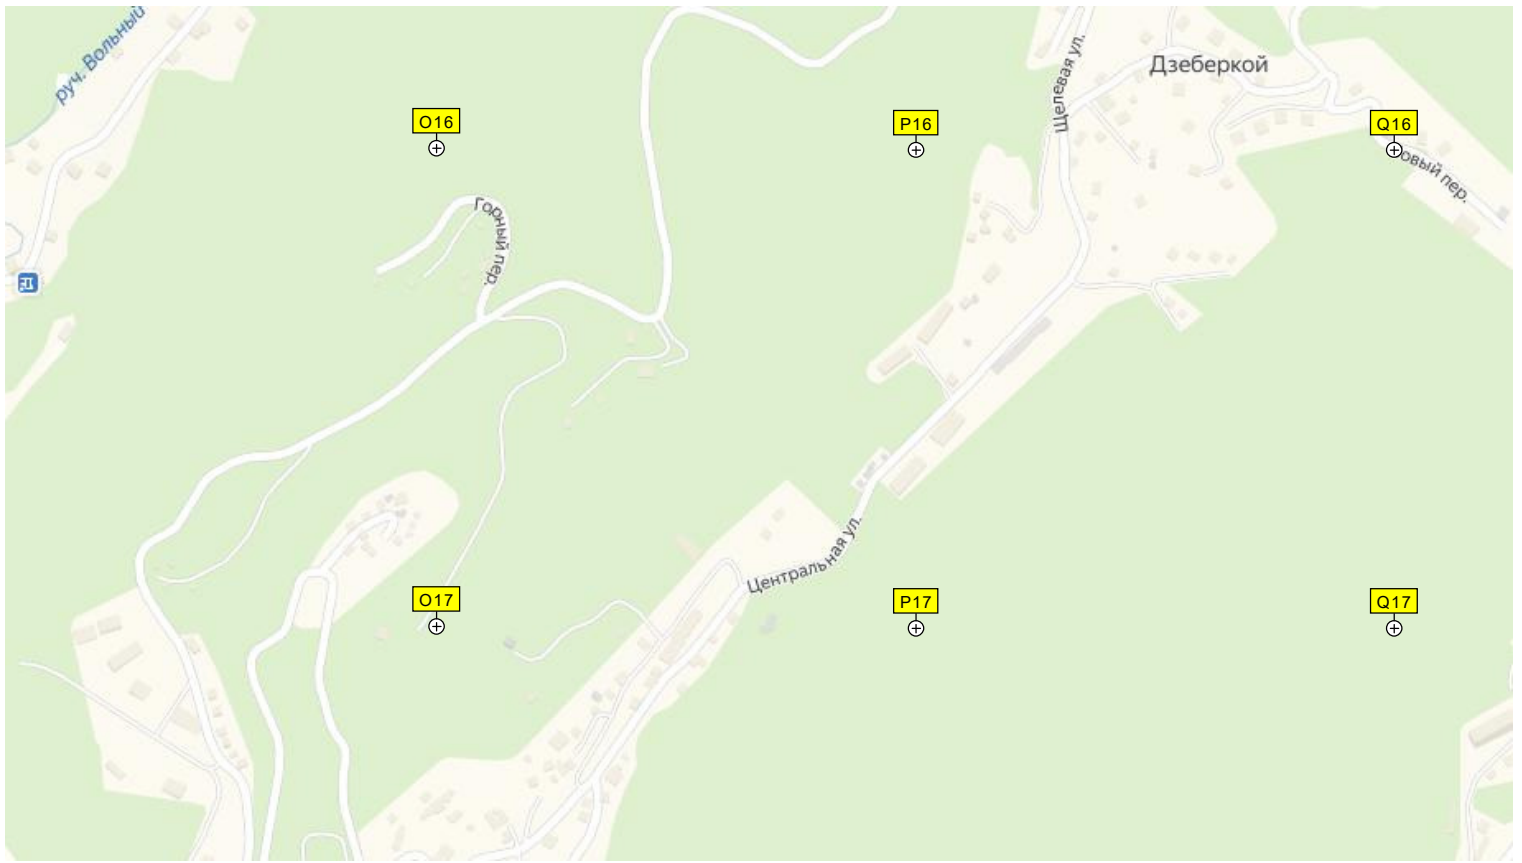 руч. Вольный
Щелевая ул.
Дзеберкой
O16
P16
Q16
овый пер.
Горный пер.
Центральная ул.
O17
P17
Q17